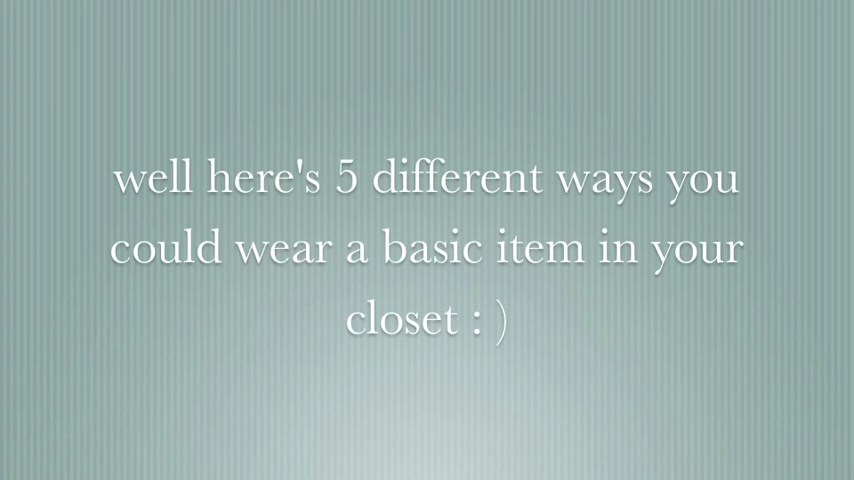 well here's 5 different ways you
could wear a basic item in your
closet : )